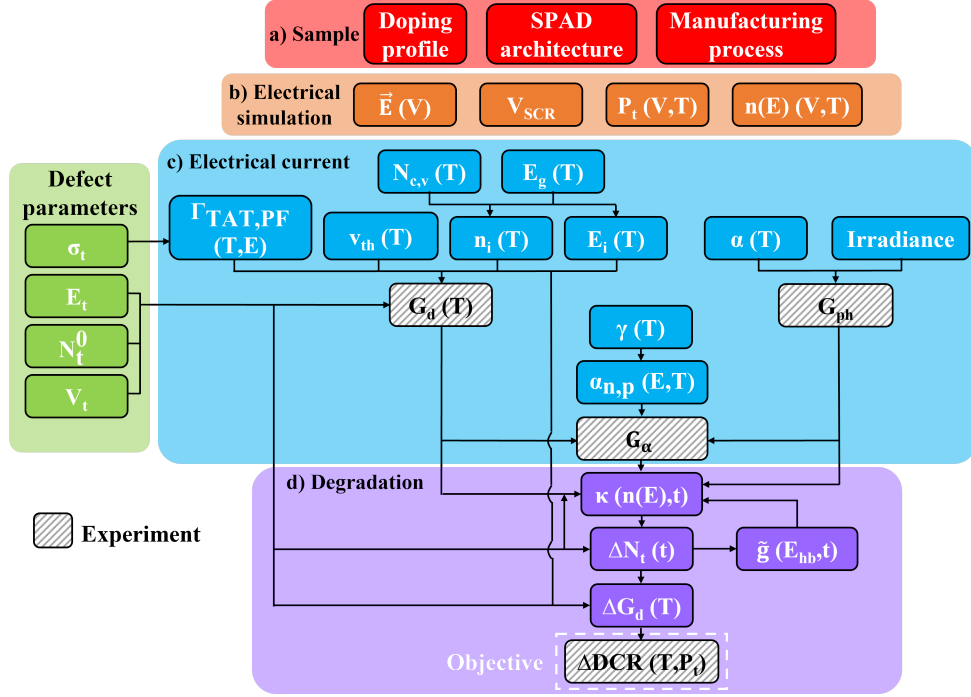 a) Sample
Doping
profile
SPAD
architecture
Manufacturing
process
b) Electrical
simulation
E⃗ (V)
V_SCR
P_t (V,T)
n(E) (V,T)
c) Electrical current
Defect
parameters
σ_t
E_t
N_t^0
V_t
N_c,v (T)
E_g (T)
Γ_TAT,PF
(T,E)
v_th (T)
n_i (T)
E_i (T)
α (T)
Irradiance
G_d (T)
G_ph
γ (T)
α_n,p (E,T)
G_α
d) Degradation
κ (n(E),t)
ΔN_t (t)
g̃ (E_hb,t)
ΔG_d (T)
Objective
ΔDCR (T,P_t)
Experiment